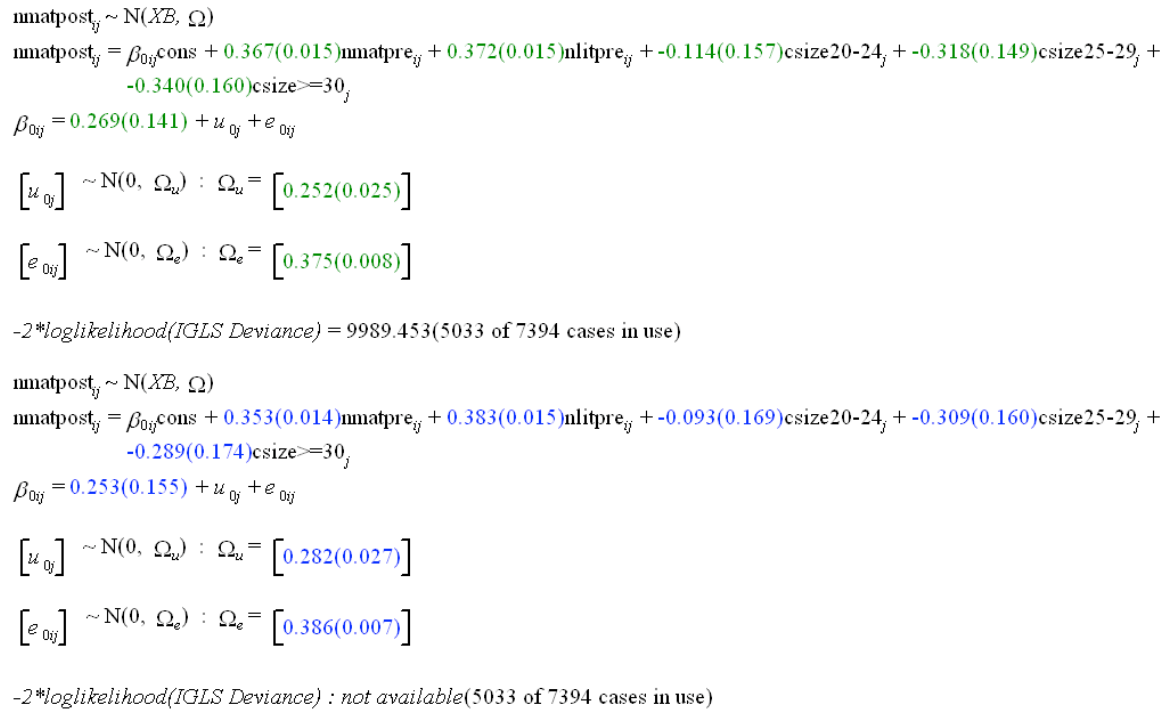 nmatpost_ij ~ N(XB, Ω)
nmatpost_ij = β_0ij cons + 0.367(0.015)nmatpre_ij + 0.372(0.015)nlitpre_ij + -0.114(0.157)csize20-24_j + -0.318(0.149)csize25-29_j +
-0.340(0.160)csize>=30_j
β_0ij = 0.269(0.141) + u_0j + e_0ij
[u_0j] ~ N(0, Ω_u) : Ω_u = [0.252(0.025)]
[e_0ij] ~ N(0, Ω_e) : Ω_e = [0.375(0.008)]
-2*loglikelihood(IGLS Deviance) = 9989.453(5033 of 7394 cases in use)
nmatpost_ij ~ N(XB, Ω)
nmatpost_ij = β_0ij cons + 0.353(0.014)nmatpre_ij + 0.383(0.015)nlitpre_ij + -0.093(0.169)csize20-24_j + -0.309(0.160)csize25-29_j +
-0.289(0.174)csize>=30_j
β_0ij = 0.253(0.155) + u_0j + e_0ij
[u_0j] ~ N(0, Ω_u) : Ω_u = [0.282(0.027)]
[e_0ij] ~ N(0, Ω_e) : Ω_e = [0.386(0.007)]
-2*loglikelihood(IGLS Deviance) : not available(5033 of 7394 cases in use)